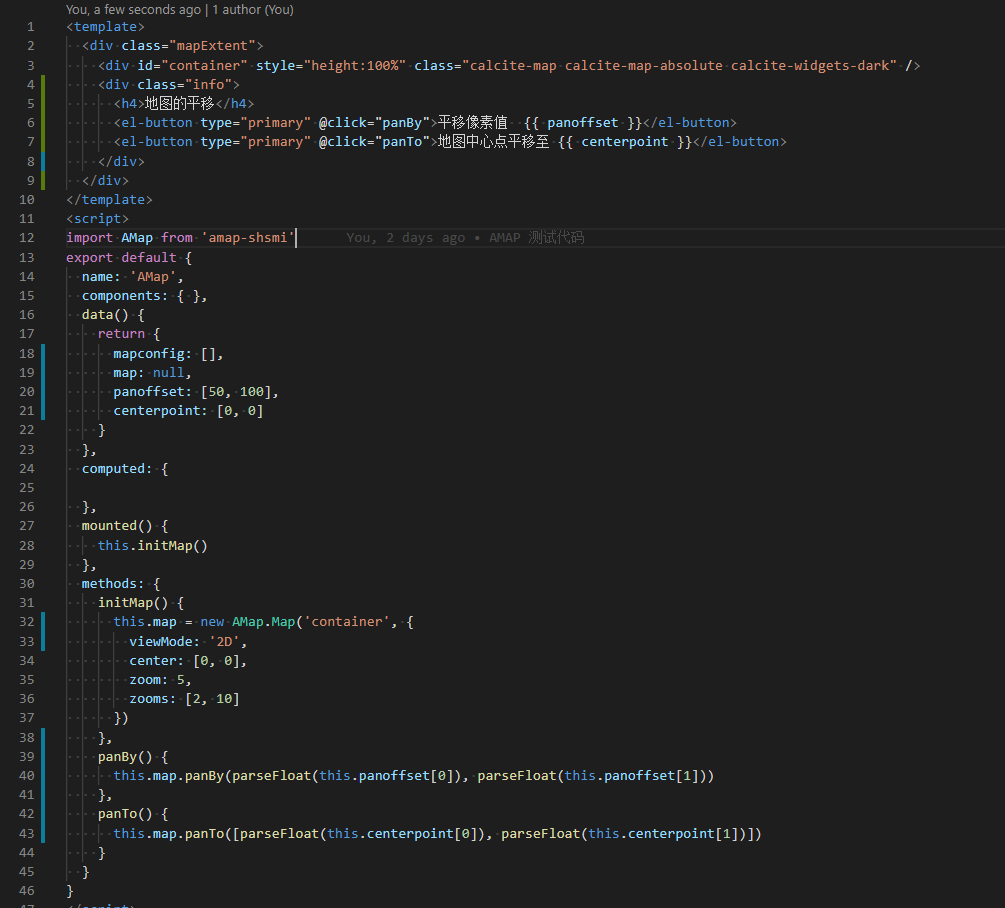 You, a few seconds ago | 1 author (You)
1 <template>
2 <div class="mapExtent">
3 <div id="container" style="height:100%" class="calcite-map calcite-map-absolute calcite-widgets-dark" />
4 <div class="info">
5 <h4>地图的平移</h4>
6 <el-button type="primary" @click="panBy">平移像素值 {{ panoffset }}</el-button>
7 <el-button type="primary" @click="panTo">地图中心点平移至 {{ centerpoint }}</el-button>
8 </div>
9 </div>
10 </template>
11 <script>
12 import AMap from 'amap-shsmi' You, 2 days ago • AMAP 测试代码
13 export default {
14 name: 'AMap',
15 components: { },
16 data() {
17 return {
18 mapconfig: [],
19 map: null,
20 panoffset: [50, 100],
21 centerpoint: [0, 0]
22 }
23 },
24 computed: {
25
26 },
27 mounted() {
28 this.initMap()
29 },
30 methods: {
31 initMap() {
32 this.map = new AMap.Map('container', {
33 viewMode: '2D',
34 center: [0, 0],
35 zoom: 5,
36 zooms: [2, 10]
37 })
38 },
39 panBy() {
40 this.map.panBy(parseFloat(this.panoffset[0]), parseFloat(this.panoffset[1]))
41 },
42 panTo() {
43 this.map.panTo([parseFloat(this.centerpoint[0]), parseFloat(this.centerpoint[1])])
44 }
45 }
46 }
47 </script>